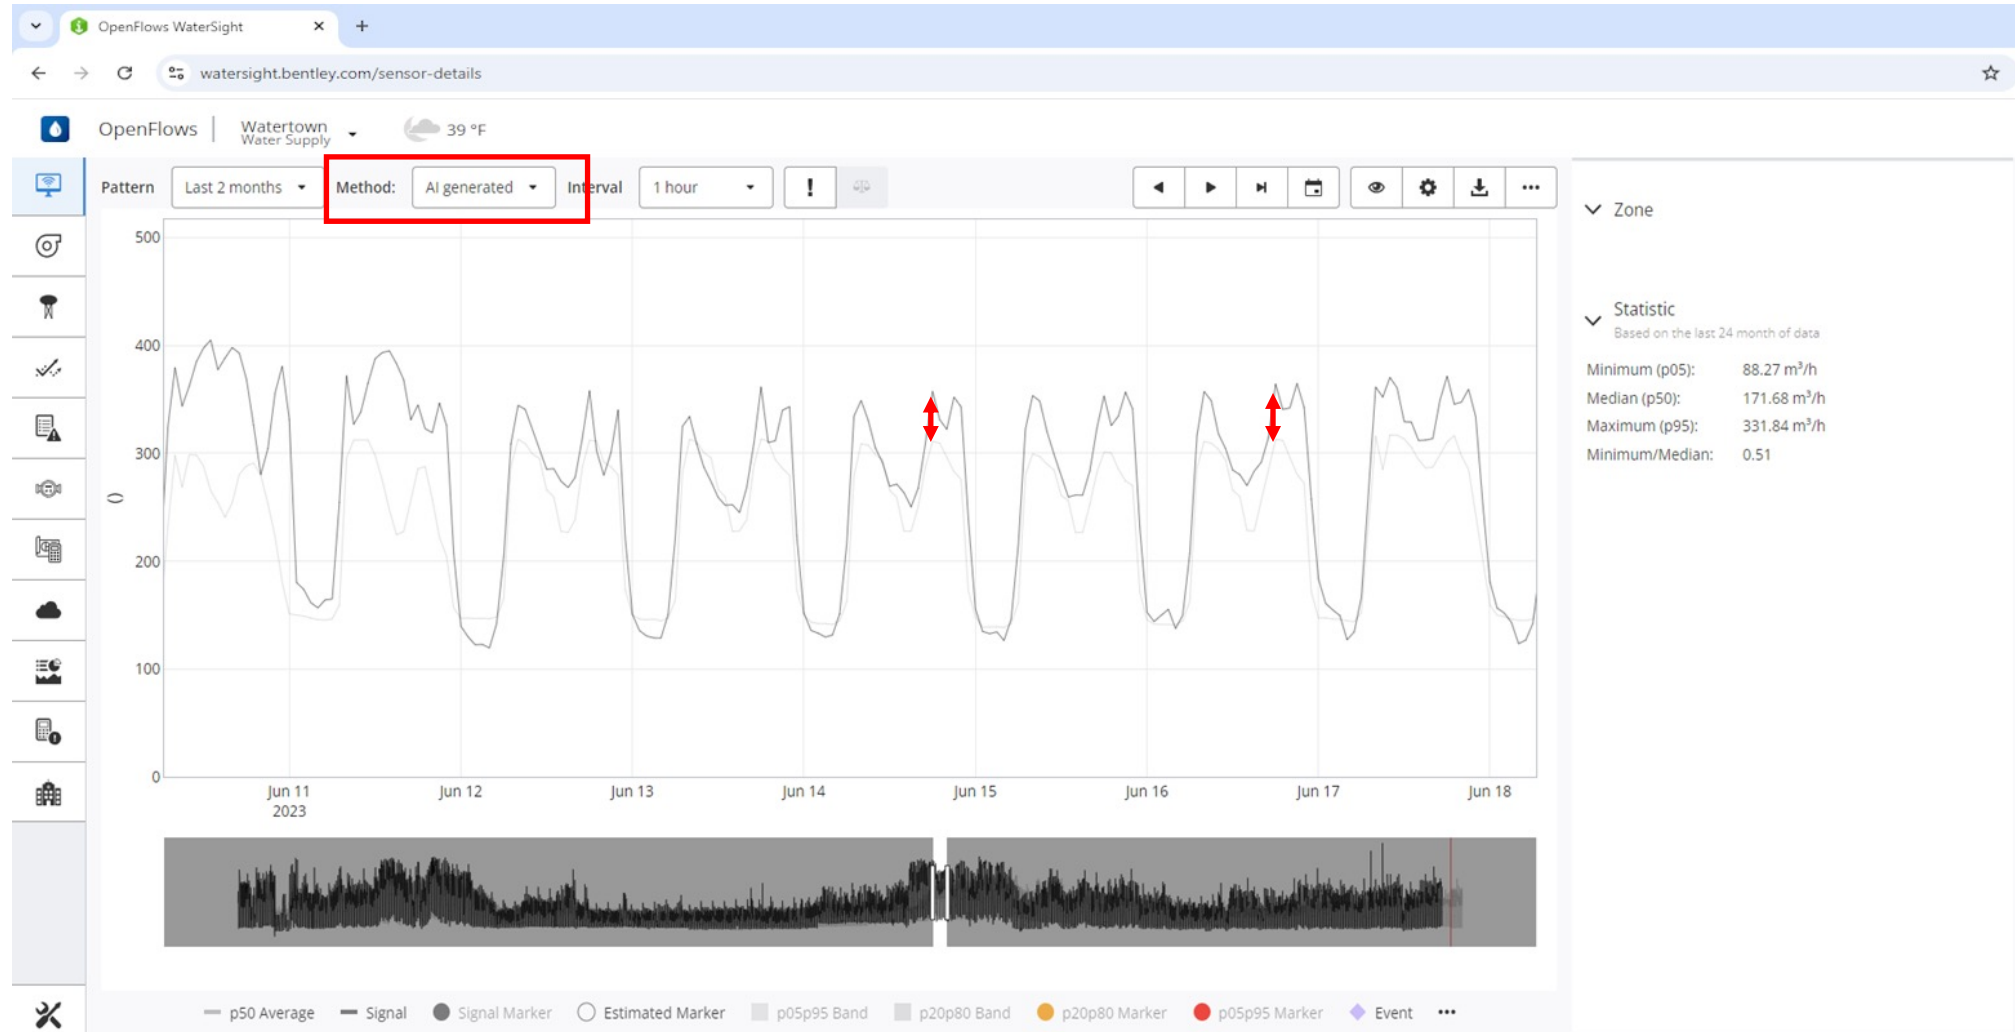 OpenFlows WaterSight
watersight.bentley.com/sensor-details
OpenFlows
Watertown
Water Supply
39 °F
Pattern
Last 2 months
Method:
AI generated
Interval
1 hour
500
400
300
200
100
0
()
Jun 11
2023
Jun 12
Jun 13
Jun 14
Jun 15
Jun 16
Jun 17
Jun 18
p50 Average
Signal
Signal Marker
Estimated Marker
p05p95 Band
p20p80 Band
p20p80 Marker
p05p95 Marker
Event
Zone
Statistic
Based on the last 24 month of data
Minimum (p05): 88.27 m³/h
Median (p50): 171.68 m³/h
Maximum (p95): 331.84 m³/h
Minimum/Median: 0.51